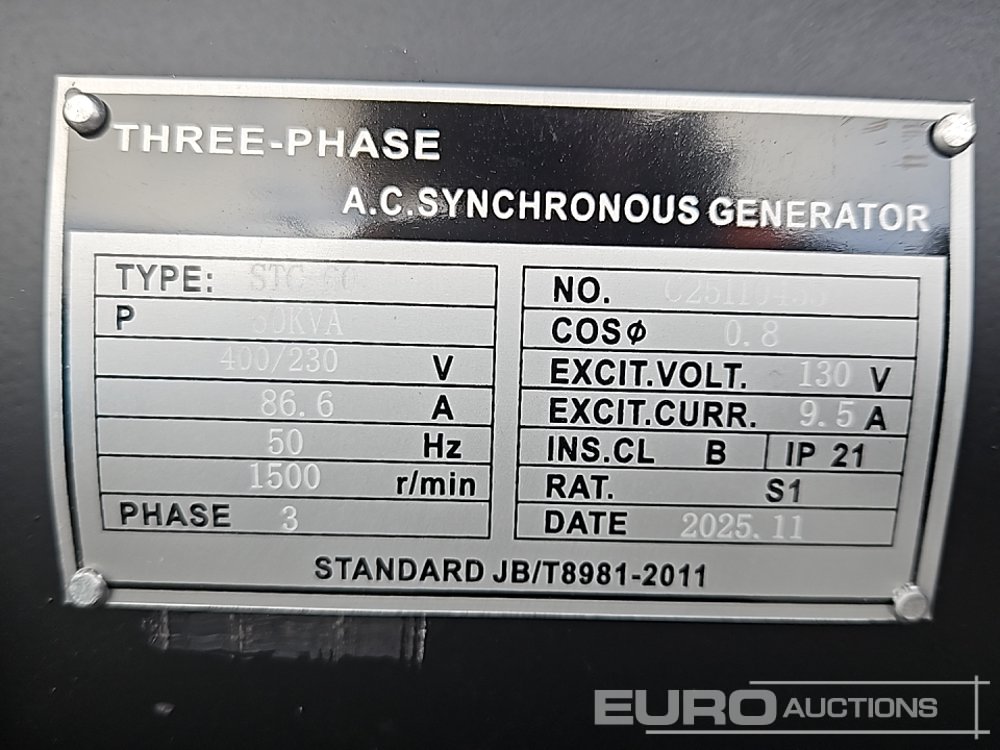 THREE-PHASE
A.C.SYNCHRONOUS GENERATOR
TYPE: STC-60
P 60KVA
400/230 V
86.6 A
50 Hz
1500 r/min
PHASE 3
NO.
COSφ 0.8
EXCIT.VOLT. 130 V
EXCIT.CURR. 9.5 A
INS.CL B IP 21
RAT. S1
DATE 2025.11
STANDARD JB/T8981-2011
EURO AUCTIONS